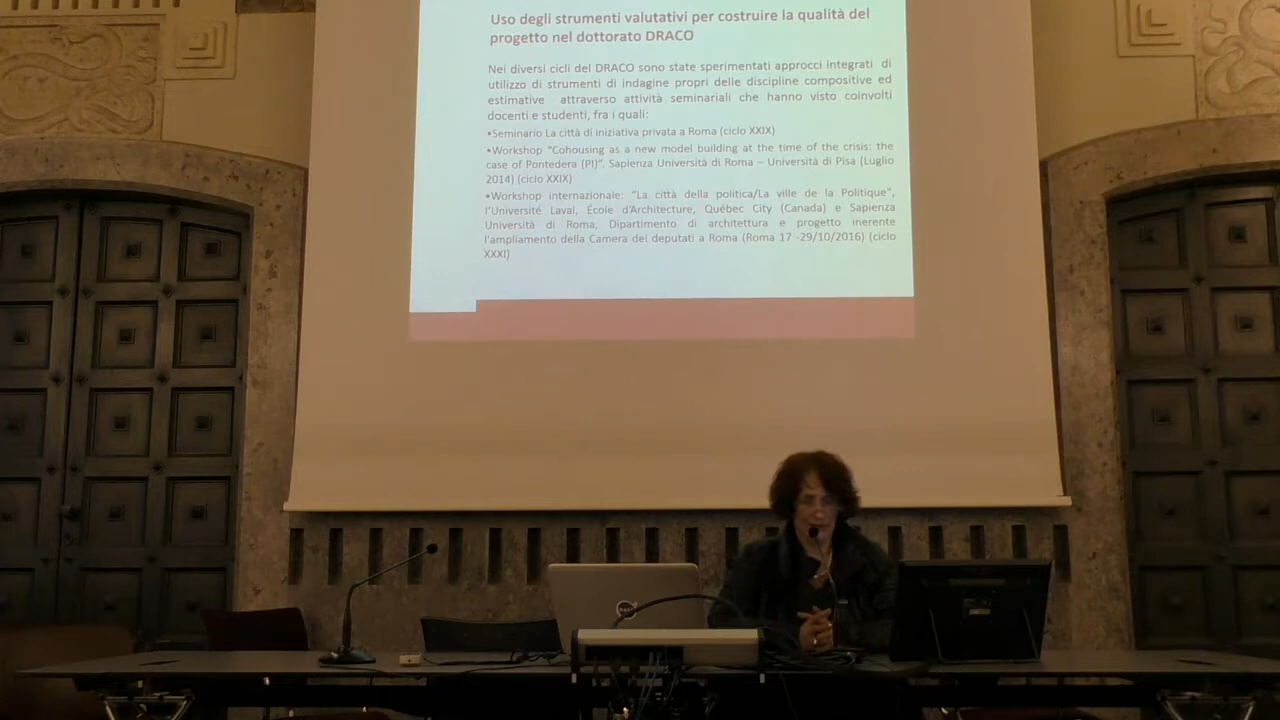 Uso degli strumenti valutativi per costruire la qualità del
progetto nel dottorato DRACO
Nei diversi cicli del DRACO sono state sperimentati approcci integrati di
utilizzo di strumenti di indagine propri delle discipline compositive ed
estimative attraverso attività seminariali che hanno visto coinvolti
docenti e studenti, fra i quali:
•Seminario La città di iniziativa privata a Roma (ciclo XXIX)
•Workshop “Cohousing as a new model building at the time of the crisis: the
case of Pontedera (PI)”. Sapienza Università di Roma – Università di Pisa (Luglio
2014) (ciclo XXIX)
•Workshop internazionale: “La città della politica/La ville de la Politique”,
l’Université Laval, École d’Architecture, Québec City (Canada) e Sapienza
Università di Roma, Dipartimento di architettura e progetto inerente
l’ampliamento della Camera dei deputati a Roma (Roma 17 -29/10/2016) (ciclo
XXXI)